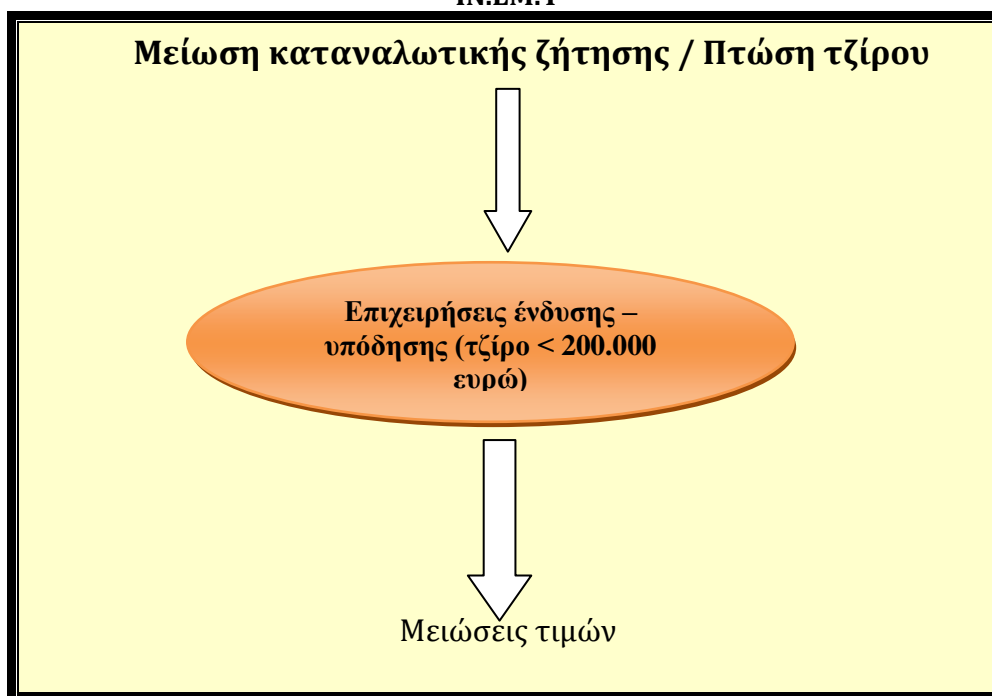 Μείωση καταναλωτικής ζήτησης / Πτώση τζίρου
Επιχειρήσεις ένδυσης –
υπόδησης (τζίρο < 200.000
ευρώ)
Μειώσεις τιμών